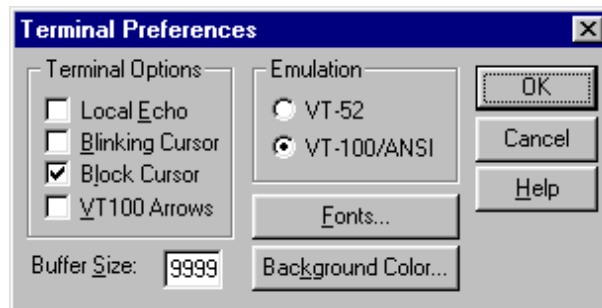 Terminal Preferences
Terminal Options
Local Echo
Blinking Cursor
Block Cursor
VT100 Arrows
Buffer Size: 9999
Emulation
VT-52
VT-100/ANSI
Fonts...
Background Color...
OK
Cancel
Help